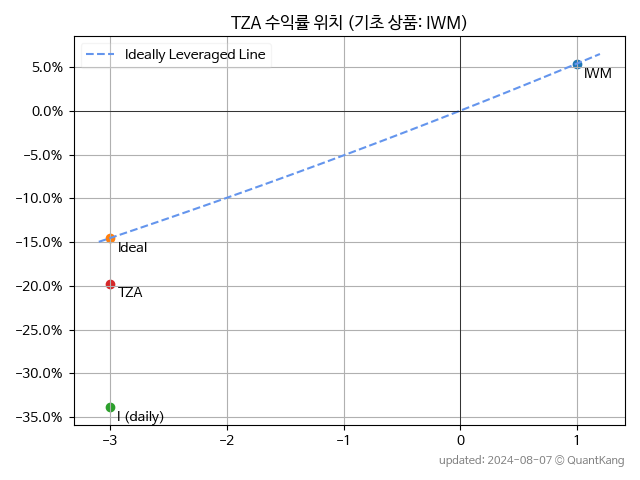 TZA 수익률 위치 (기초 상품: IWM)
Ideally Leveraged Line
5.0%
0.0%
−5.0%
−10.0%
−15.0%
−20.0%
−25.0%
−30.0%
−35.0%
IWM
Ideal
TZA
I (daily)
−3
−2
−1
0
1
updated: 2024-08-07 © QuantKang